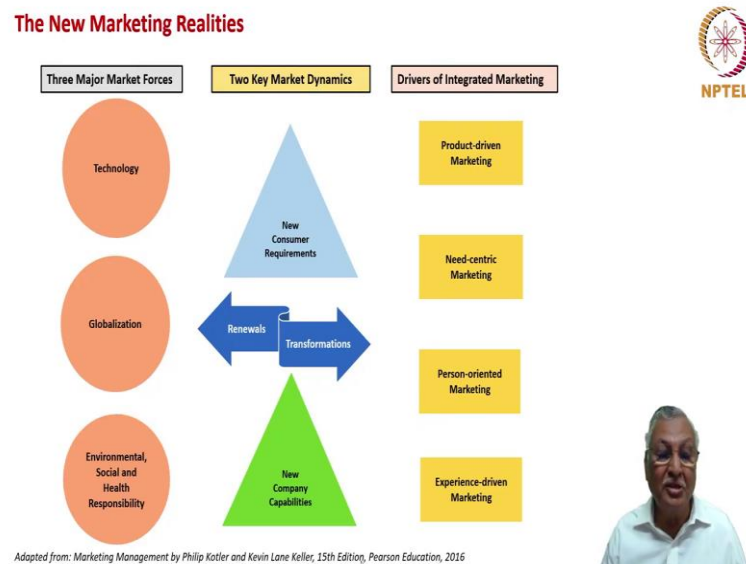 The New Marketing Realities
NPTEL
Three Major Market Forces
Two Key Market Dynamics
Drivers of Integrated Marketing
Technology
Globalization
Environmental,
Social and
Health
Responsibility
New
Consumer
Requirements
Renewals
Transformations
New
Company
Capabilities
Product-driven
Marketing
Need-centric
Marketing
Person-oriented
Marketing
Experience-driven
Marketing
Adapted from: Marketing Management by Philip Kotler and Kevin Lane Keller, 15th Edition, Pearson Education, 2016